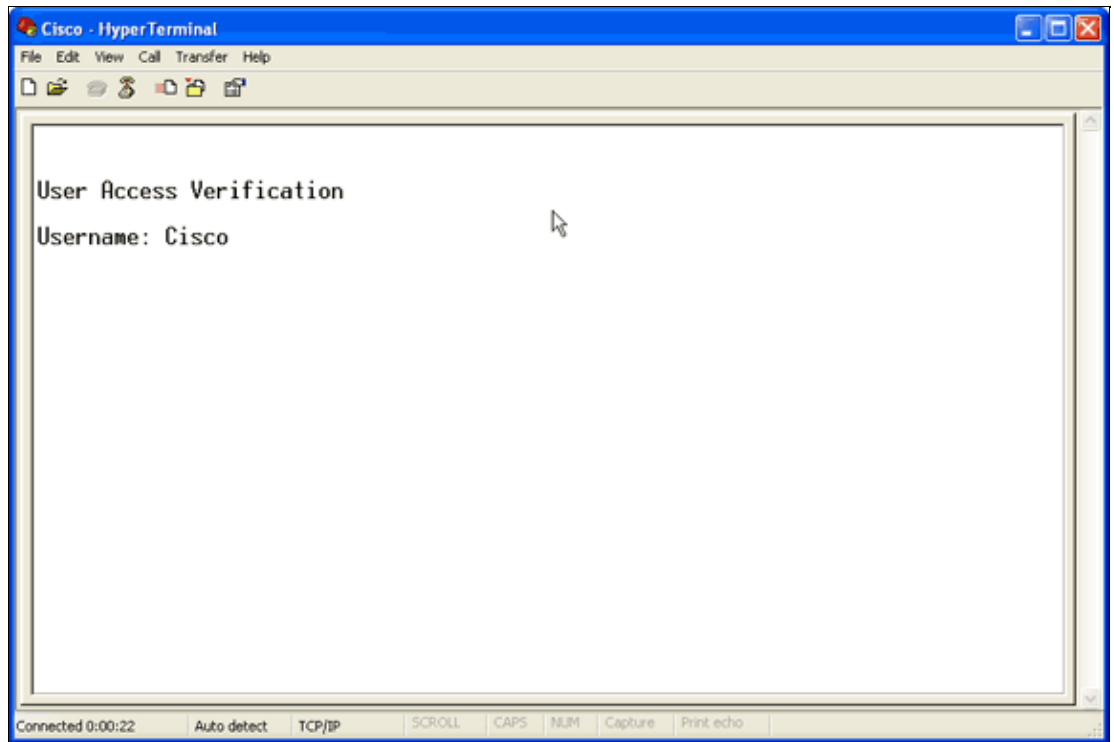 Cisco - HyperTerminal
File Edit View Call Transfer Help
User Access Verification
Username: Cisco
Connected 0:00:22 Auto detect TCP/IP SCROLL CAPS NUM Capture Print echo